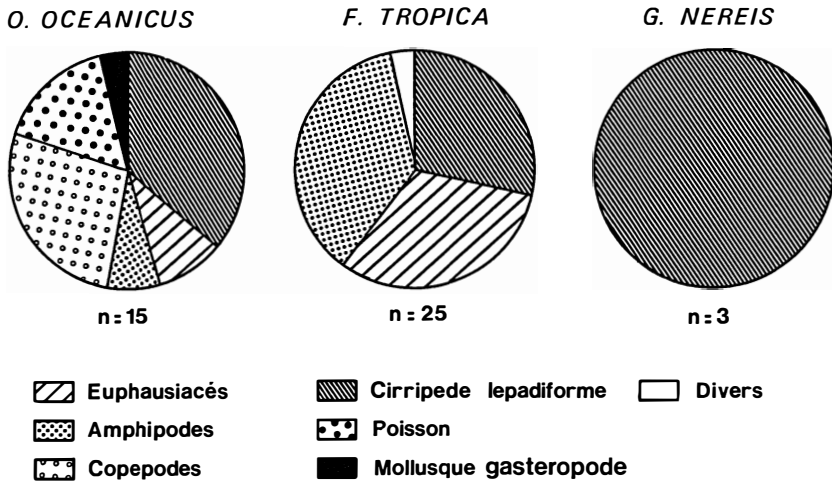 O. OCEANICUS F. TROPICA G. NEREIS
n=15 n=25 n=3
Euphausiacés Cirripede lepadiforme Divers
Amphipodes Poisson
Copepodes Mollusque gasteropode